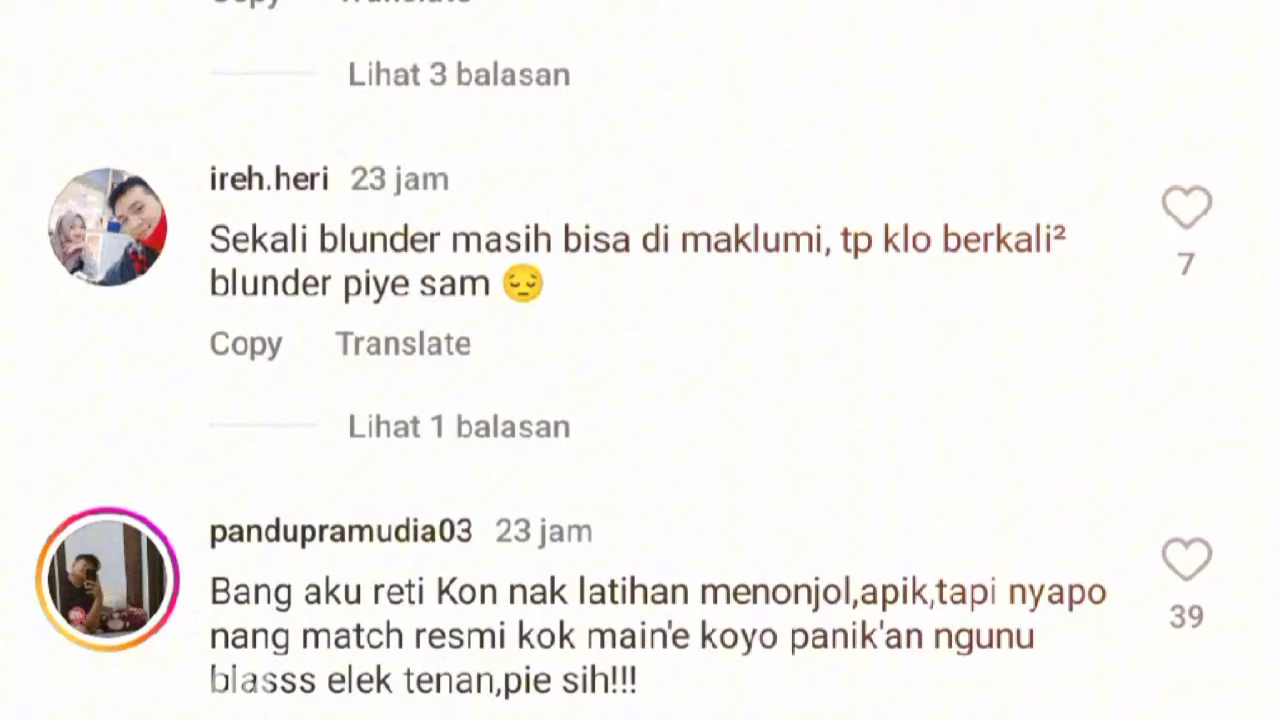 Lihat 3 balasan
ireh.heri 23 jam
Sekali blunder masih bisa di maklumi, tp klo berkali²
blunder piye sam 😔
7
Copy Translate
Lihat 1 balasan
pandupramudia03 23 jam
Bang aku reti Kon nak latihan menonjol,apik,tapi nyapo
nang match resmi kok main'e koyo panik'an ngunu
blasss elek tenan,pie sih!!!
39